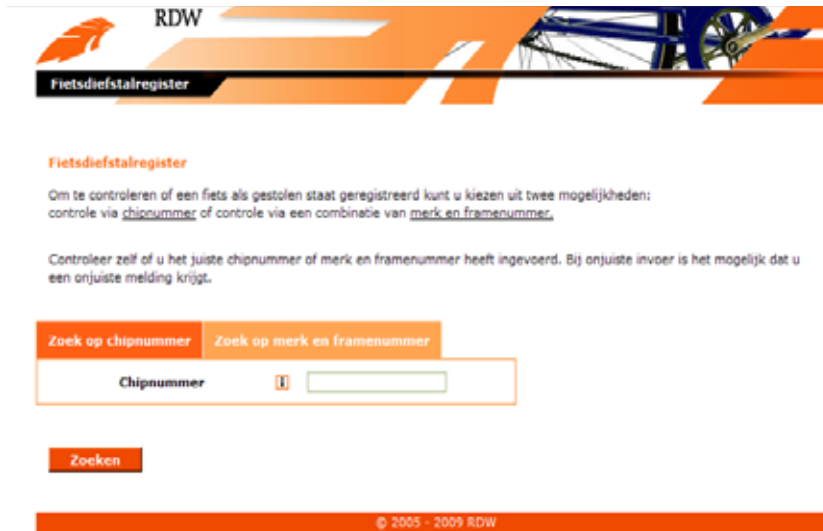 RDW
Fietsdiefstalregister
Fietsdiefstalregister
Om te controleren of een fiets als gestolen staat geregistreerd kunt u kiezen uit twee mogelijkheden:
controle via chipnummer of controle via een combinatie van merk en framenummer.
Controleer zelf of u het juiste chipnummer of merk en framenummer heeft ingevoerd. Bij onjuiste invoer is het mogelijk dat u
een onjuiste melding krijgt.
Zoek op chipnummer Zoek op merk en framenummer
Chipnummer i
Zoeken
© 2005 - 2009 RDW